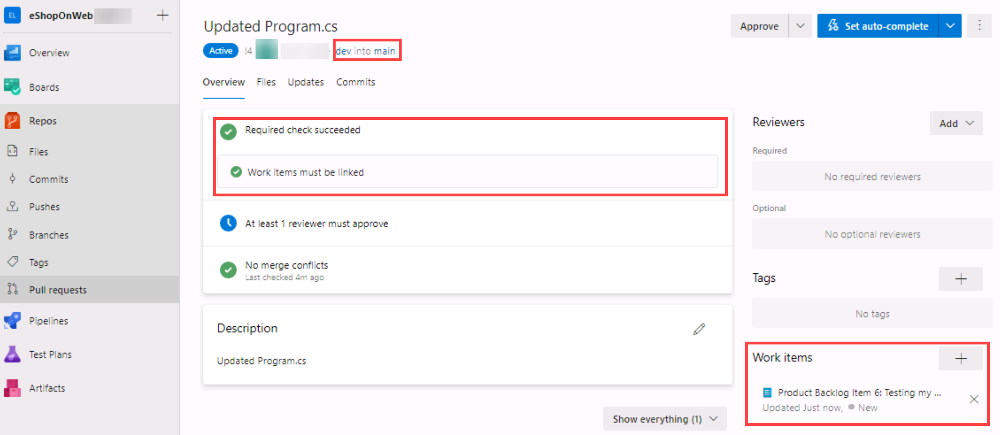 EL
eShopOnWeb
Overview
Boards
Repos
Files
Commits
Pushes
Branches
Tags
Pull requests
Pipelines
Test Plans
Artifacts
Updated Program.cs
Approve
Set auto-complete
Active !4 dev into main
Overview Files Updates Commits
Required check succeeded
Work items must be linked
At least 1 reviewer must approve
No merge conflicts
Last checked 4m ago
Description
Updated Program.cs
Show everything (1)
Reviewers
Add
Required
No required reviewers
Optional
No optional reviewers
Tags
No tags
Work items
Product Backlog Item 6: Testing my ...
Updated Just now, New